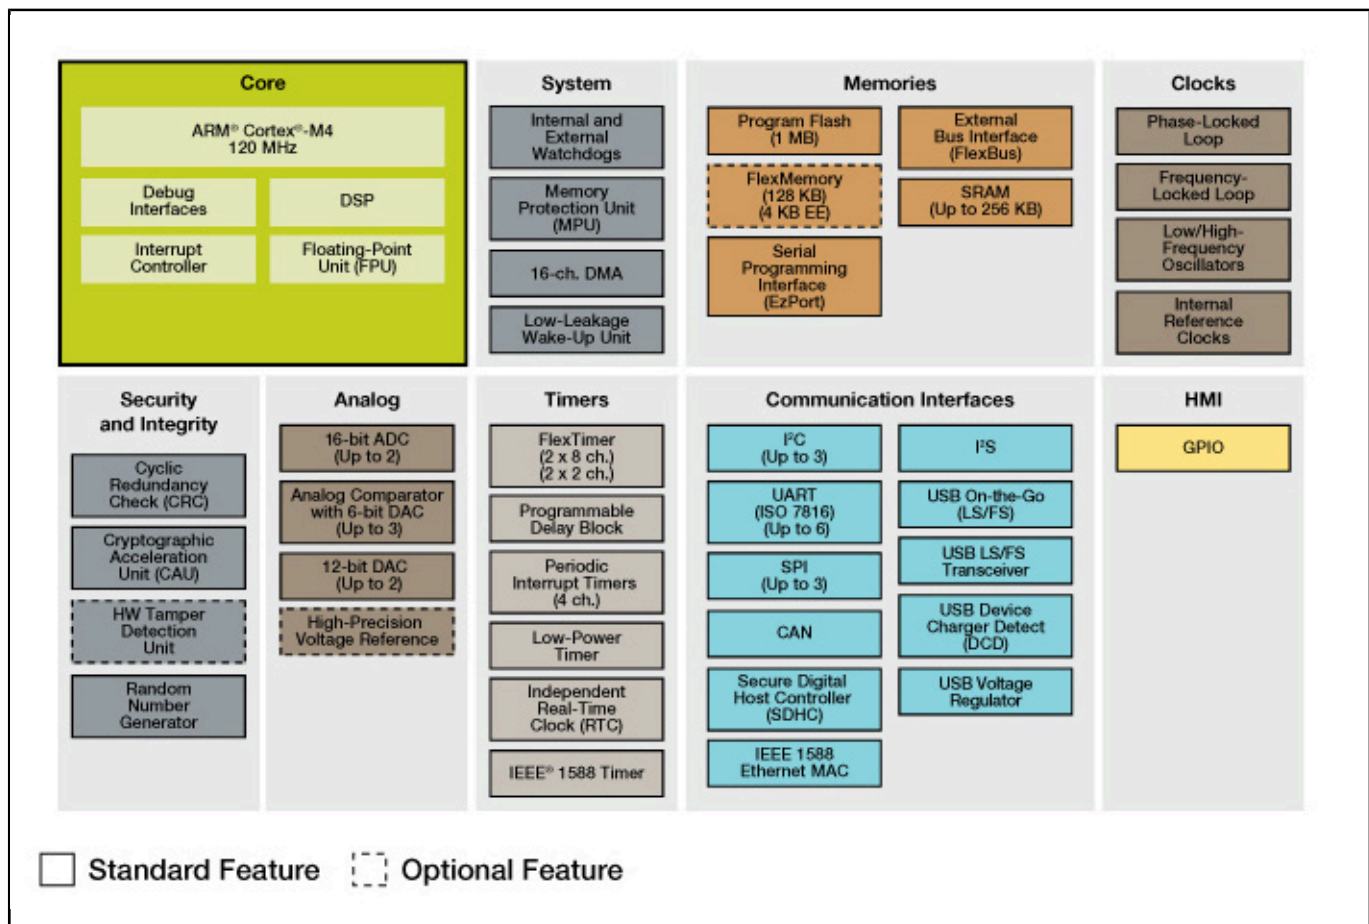 Core
ARM® Cortex®-M4
120 MHz
Debug
Interfaces
DSP
Interrupt
Controller
Floating-Point
Unit (FPU)
System
Internal and
External
Watchdogs
Memory
Protection Unit
(MPU)
16-ch. DMA
Low-Leakage
Wake-Up Unit
Memories
Program Flash
(1 MB)
External
Bus Interface
(FlexBus)
FlexMemory
(128 KB)
(4 KB EE)
SRAM
(Up to 256 KB)
Serial
Programming
Interface
(EzPort)
Clocks
Phase-Locked
Loop
Frequency-
Locked Loop
Low/High-
Frequency
Oscillators
Internal
Reference
Clocks
Security
and Integrity
Cyclic
Redundancy
Check (CRC)
Cryptographic
Acceleration
Unit (CAU)
HW Tamper
Detection
Unit
Random
Number
Generator
Analog
16-bit ADC
(Up to 2)
Analog Comparator
with 6-bit DAC
(Up to 3)
12-bit DAC
(Up to 2)
High-Precision
Voltage Reference
Timers
FlexTimer
(2 x 8 ch.)
(2 x 2 ch.)
Programmable
Delay Block
Periodic
Interrupt Timers
(4 ch.)
Low-Power
Timer
Independent
Real-Time
Clock (RTC)
IEEE® 1588 Timer
Communication Interfaces
I²C
(Up to 3)
UART
(ISO 7816)
(Up to 6)
SPI
(Up to 3)
CAN
Secure Digital
Host Controller
(SDHC)
IEEE 1588
Ethernet MAC
I²S
USB On-the-Go
(LS/FS)
USB LS/FS
Transceiver
USB Device
Charger Detect
(DCD)
USB Voltage
Regulator
HMI
GPIO
Standard Feature
Optional Feature